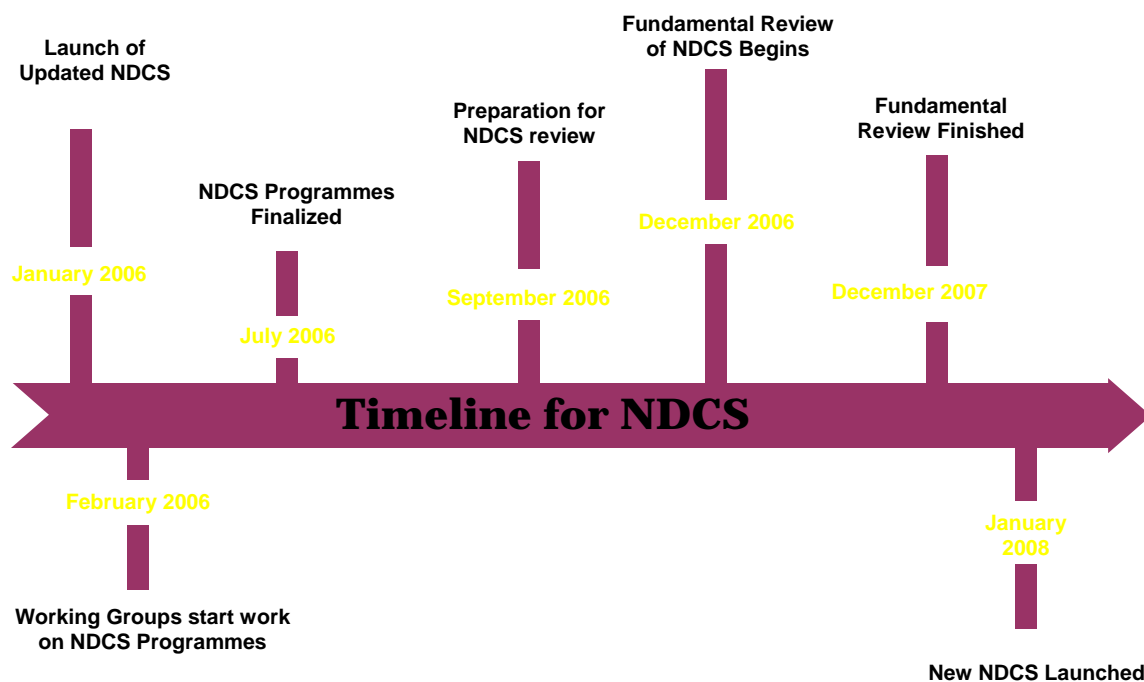 Launch of
Updated NDCS
January 2006
NDCS Programmes
Finalized
July 2006
Preparation for
NDCS review
September 2006
Fundamental Review
of NDCS Begins
December 2006
Fundamental
Review Finished
December 2007
Timeline for NDCS
February 2006
Working Groups start work
on NDCS Programmes
January
2008
New NDCS Launched